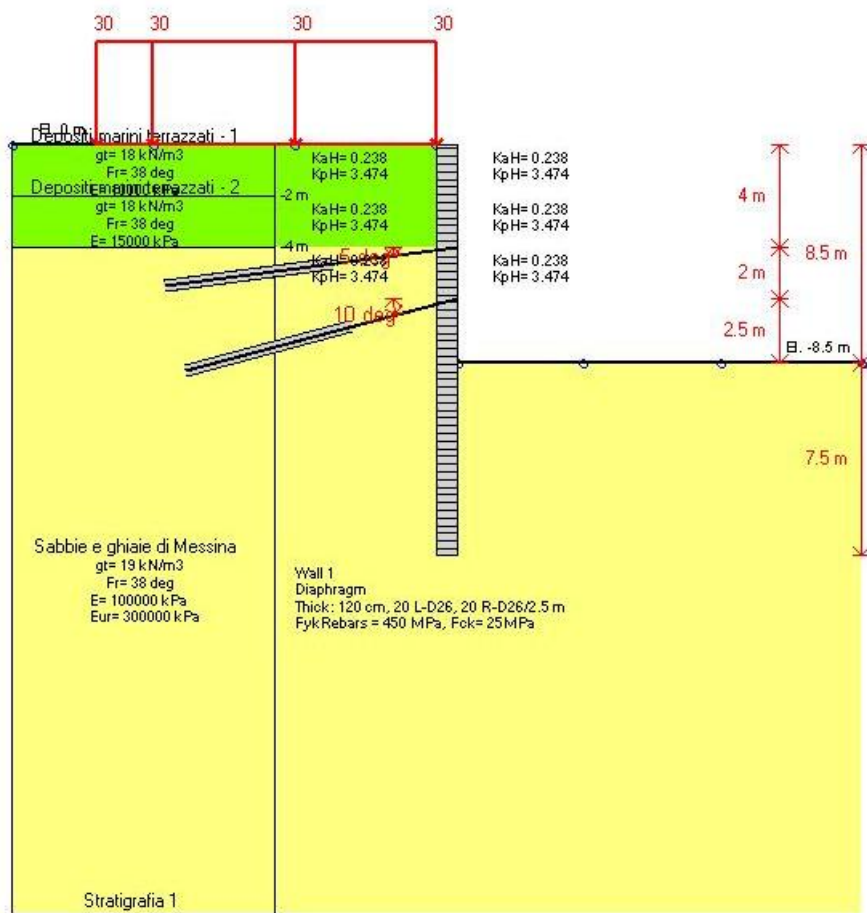 30
30
30
30
El. 0 m
Depositi marini terrazzati - 1
gt= 18 kN/m3
Fr= 38 deg
Depositi marini terrazzati - 2
gt= 18 kN/m3
Fr= 38 deg
E= 15000 kPa
-2 m
-4 m
KaH= 0.238
KpH= 3.474
KaH= 0.238
KpH= 3.474
KaH= 0.238
KpH= 3.474
KaH= 0.238
KpH= 3.474
KaH= 0.238
KpH= 3.474
KaH= 0.238
KpH= 3.474
5 deg
10 deg
4 m
2 m
2.5 m
8.5 m
El. -8.5 m
7.5 m
Sabbie e ghiaie di Messina
gt= 19 kN/m3
Fr= 38 deg
E= 100000 kPa
Eur= 300000 kPa
Wall 1
Diaphragm
Thick: 120 cm, 20 L-D26, 20 R-D26/2.5 m
FykRebars = 450 MPa, Fck= 25MPa
Stratigrafia 1